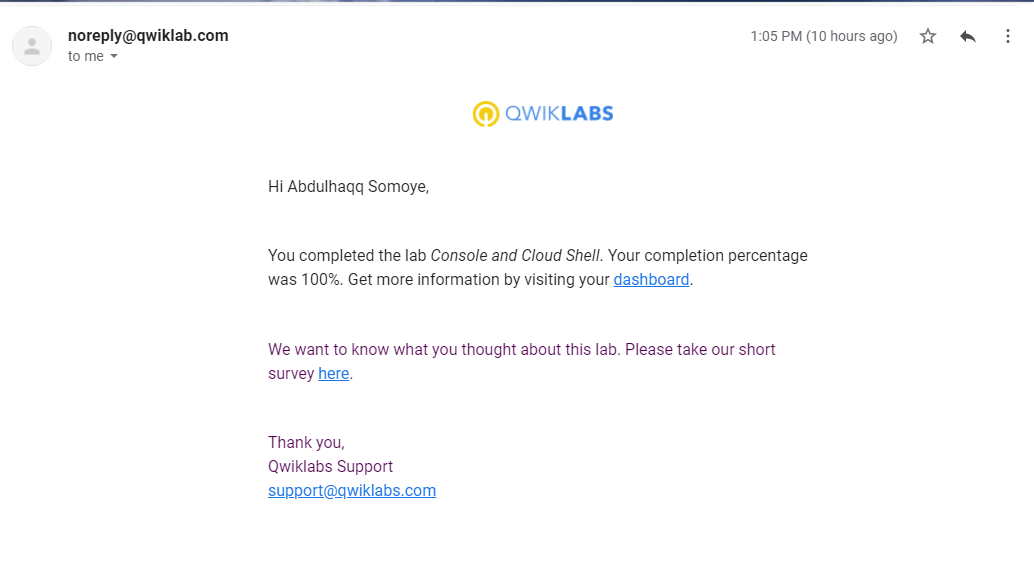 noreply@qwiklab.com
1:05 PM (10 hours ago)
to me
QWIKLABS
Hi Abdulhaqq Somoye,
You completed the lab Console and Cloud Shell. Your completion percentage
was 100%. Get more information by visiting your dashboard.
We want to know what you thought about this lab. Please take our short
survey here.
Thank you,
Qwiklabs Support
support@qwiklabs.com